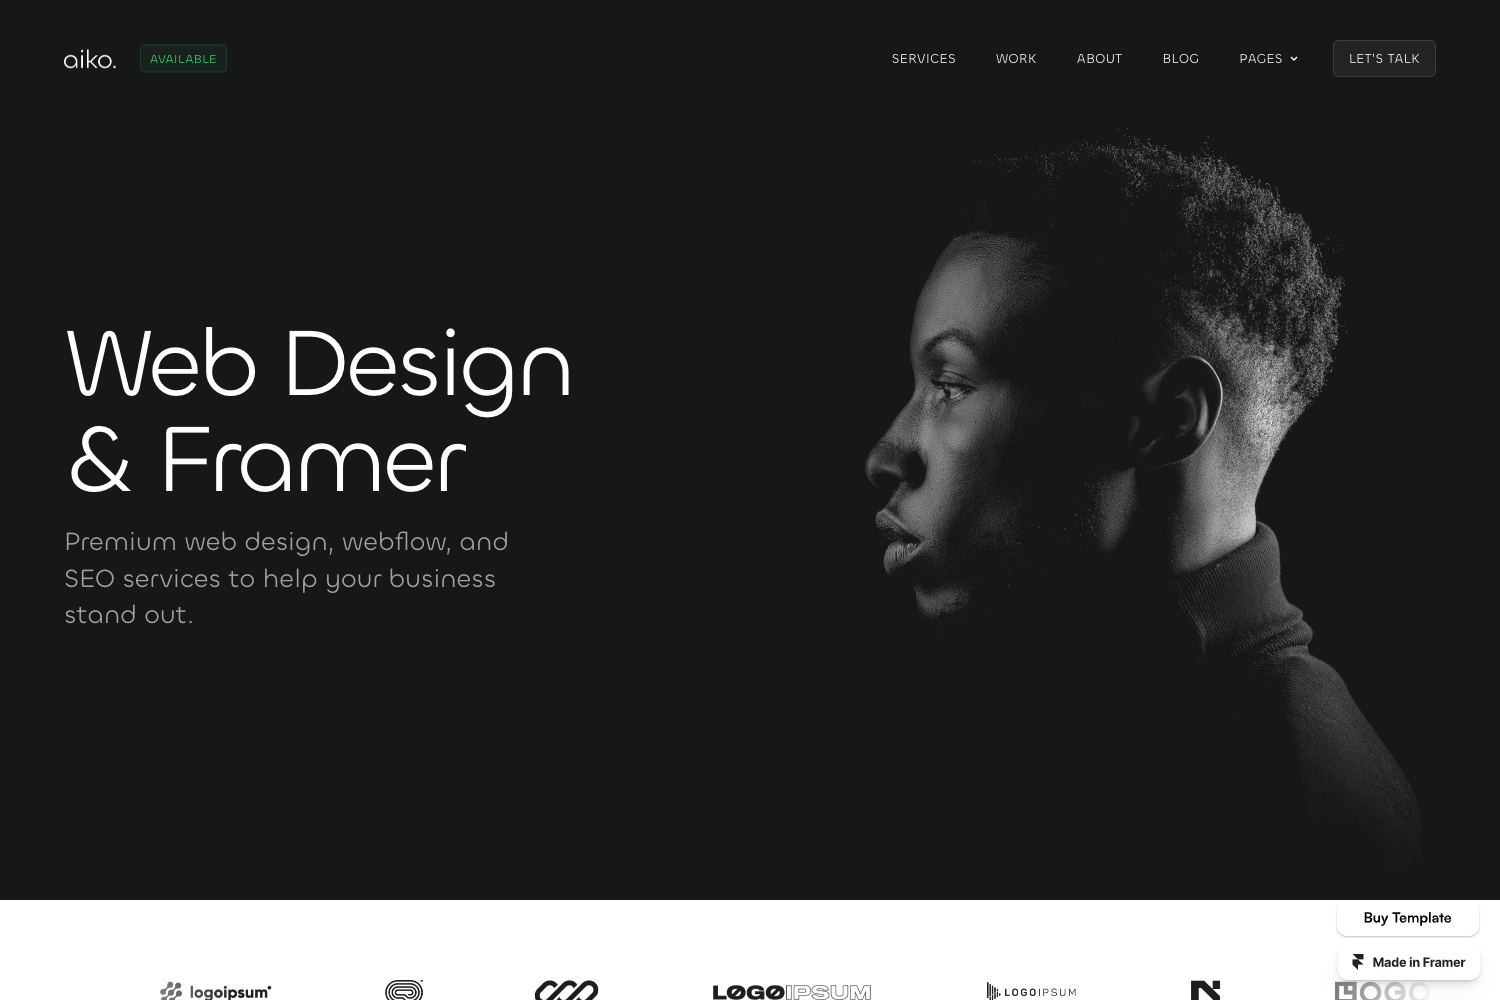 aiko.
AVAILABLE
SERVICES
WORK
ABOUT
BLOG
PAGES
LET'S TALK
Web Design
& Framer
Premium web design, webflow, and
SEO services to help your business
stand out.
Buy Template
Made in Framer
logoipsum
LOGOIPSUM
LOGOIPSUM
LOGO